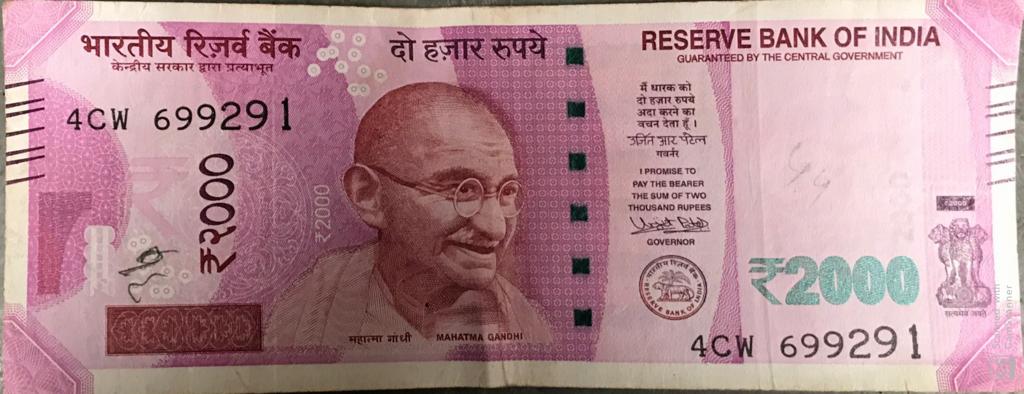 भारतीय रिज़र्व बैंक
केन्द्रीय सरकार द्वारा प्रत्याभूत
दो हज़ार रुपये
RESERVE BANK OF INDIA
GUARANTEED BY THE CENTRAL GOVERNMENT
4CW 699291
₹2000
₹2000
मैं धारक को
दो हज़ार रुपये
अदा करने का
वचन देता हूँ।
उर्जित आर पटेल
गवर्नर
I PROMISE TO
PAY THE BEARER
THE SUM OF TWO
THOUSAND RUPEES
GOVERNOR
भारतीय रिज़र्व बैंक
RESERVE BANK OF INDIA
₹2000
₹2000
सत्यमेव जयते
महात्मा गांधी MAHATMA GANDHI
4CW 699291